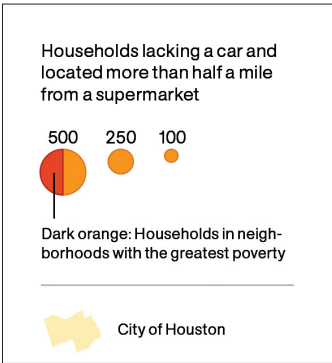 Households lacking a car and
located more than half a mile
from a supermarket
500 250 100
Dark orange: Households in neigh-
borhoods with the greatest poverty
City of Houston